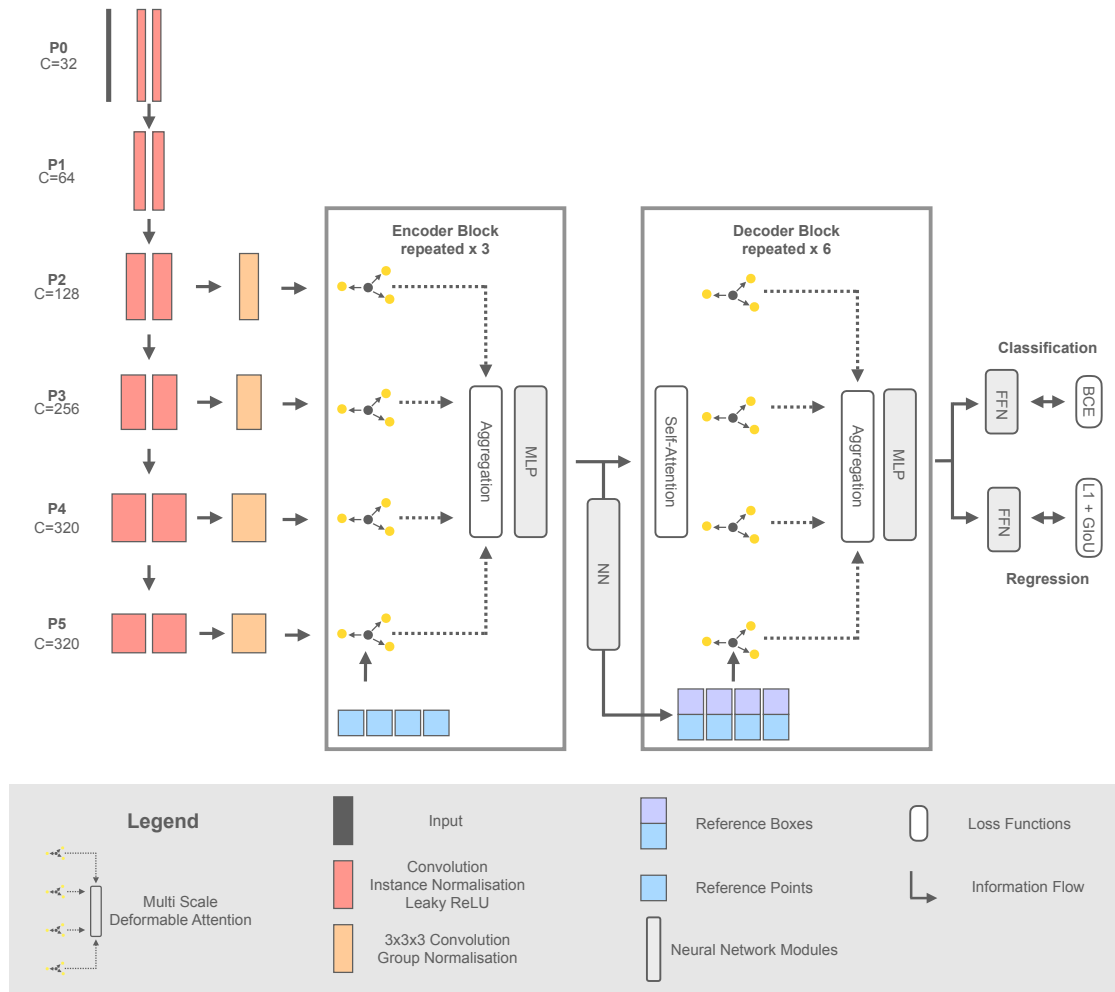 P0
C=32
P1
C=64
P2
C=128
P3
C=256
P4
C=320
P5
C=320
Encoder Block
repeated x 3
Aggregation
MLP
NN
Decoder Block
repeated x 6
Self-Attention
Aggregation
MLP
Classification
FFN
BCE
FFN
L1 + GIoU
Regression
Legend
Multi Scale
Deformable Attention
Input
Convolution
Instance Normalisation
Leaky ReLU
3x3x3 Convolution
Group Normalisation
Reference Boxes
Reference Points
Neural Network Modules
Loss Functions
Information Flow